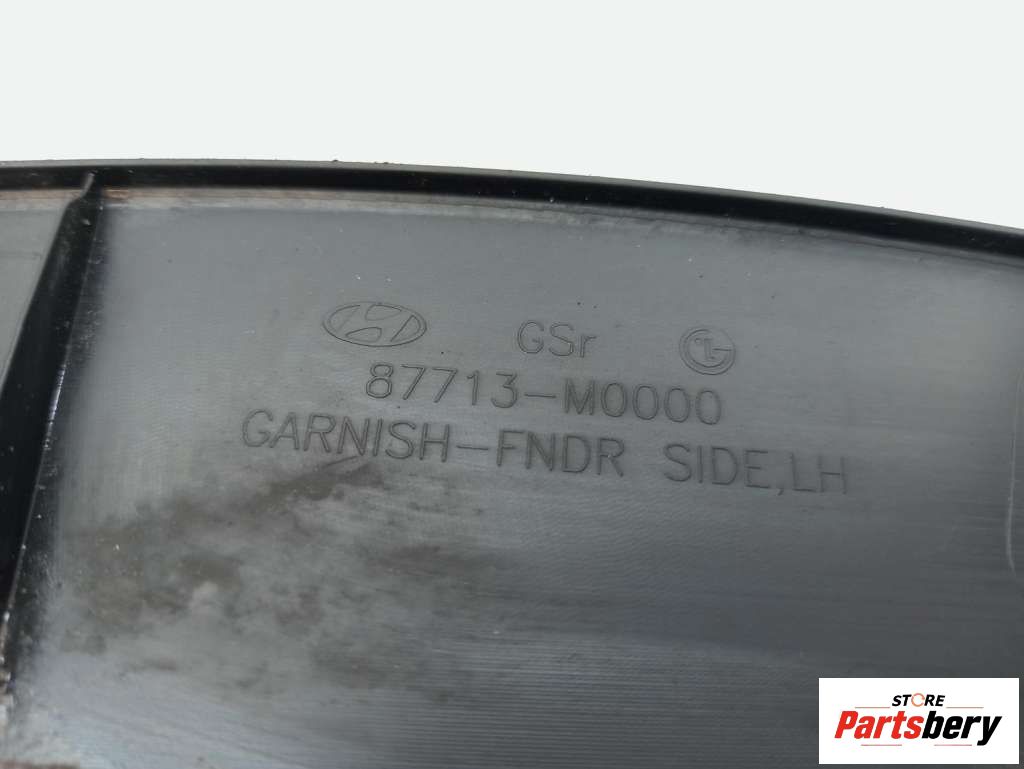 GSr
87713-M0000
GARNISH-FNDR SIDE,LH
STORE
Partsbery